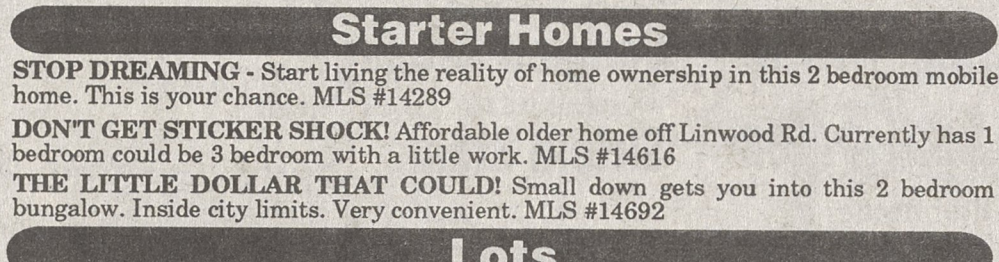 Starter Homes
STOP DREAMING - Start living the reality of home ownership in this 2 bedroom mobile
home. This is your chance. MLS #14289
DON'T GET STICKER SHOCK! Affordable older home off Linwood Rd. Currently has 1
bedroom could be 3 bedroom with a little work. MLS #14616
THE LITTLE DOLLAR THAT COULD! Small down gets you into this 2 bedroom
bungalow. Inside city limits. Very convenient. MLS #14692
Lots